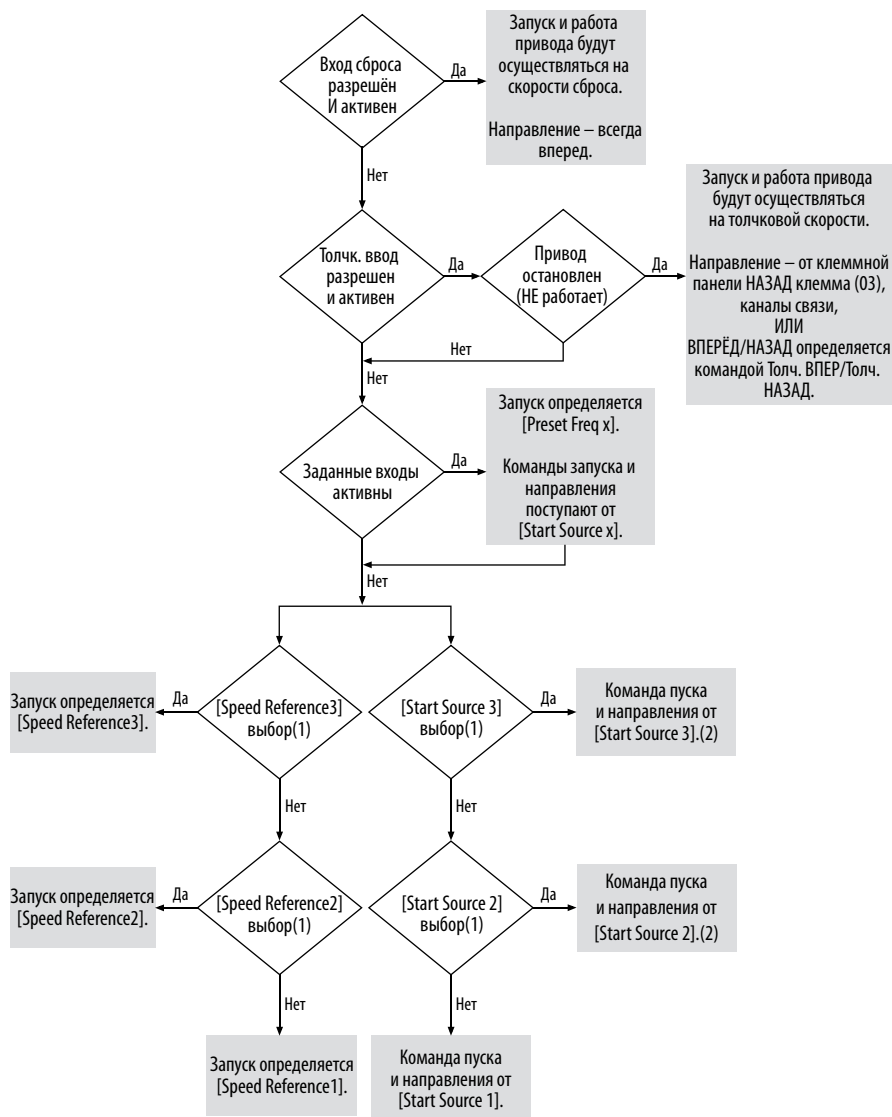 Вход сброса
разрешён
И активен
Да
Запуск и работа
привода будут
осуществляться на
скорости сброса.
Направление – всегда
вперед.
Нет
Толчк. ввод
разрешен
и активен
Да
Привод
остановлен
(НЕ работает)
Да
Запуск и работа привода
будут осуществляться
на толчковой скорости.
Направление – от клеммной
панели НАЗАД клемма (03),
каналы связи,
ИЛИ
ВПЕРЁД/НАЗАД определяется
командой Толч. ВПЕР/Толч.
НАЗАД.
Нет
Нет
Заданные входы
активны
Да
Запуск определяется
[Preset Freq x].
Команды запуска и
направления
поступают от
[Start Source x].
Нет
Запуск определяется
[Speed Reference3].
Да
[Speed Reference3]
выбор(1)
[Start Source 3]
выбор(1)
Да
Команда пуска
и направления от
[Start Source 3].(2)
Нет
Нет
Запуск определяется
[Speed Reference2].
Да
[Speed Reference2]
выбор(1)
[Start Source 2]
выбор(1)
Да
Команда пуска
и направления от
[Start Source 2].(2)
Нет
Нет
Запуск определяется
[Speed Reference1].
Команда пуска
и направления от
[Start Source 1].